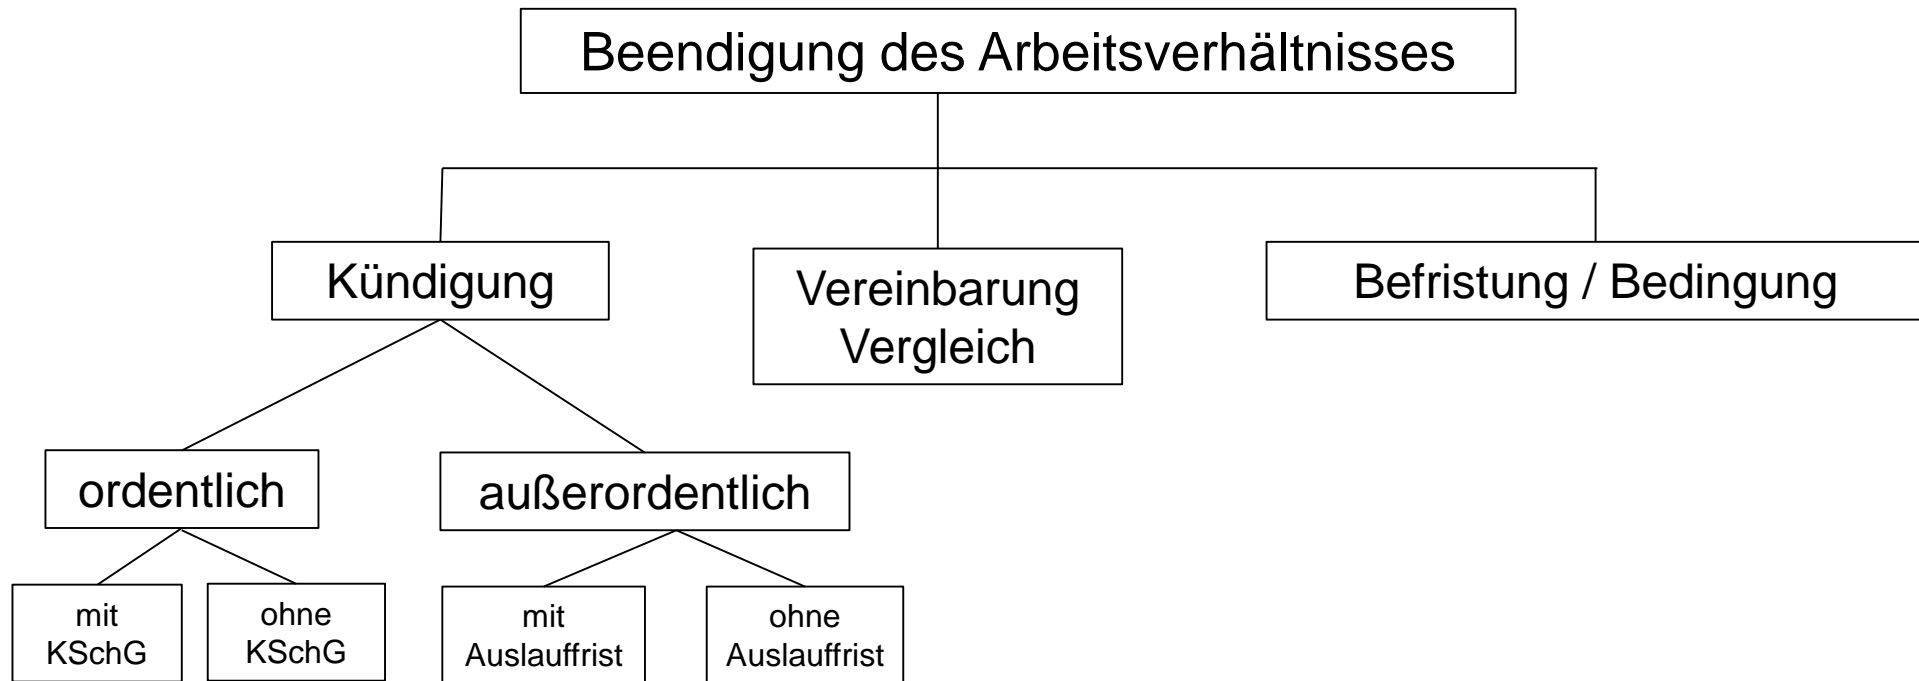 Beendigung des Arbeitsverhältnisses
Kündigung
Vereinbarung
Vergleich
Befristung / Bedingung
ordentlich
außerordentlich
mit
KSchG
ohne
KSchG
mit
Auslauffrist
ohne
Auslauffrist